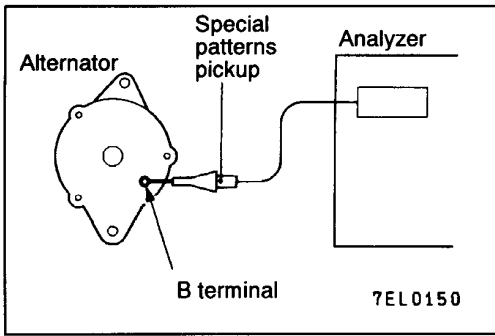 Special
patterns
pickup
Analyzer
Alternator
B terminal
7EL0150